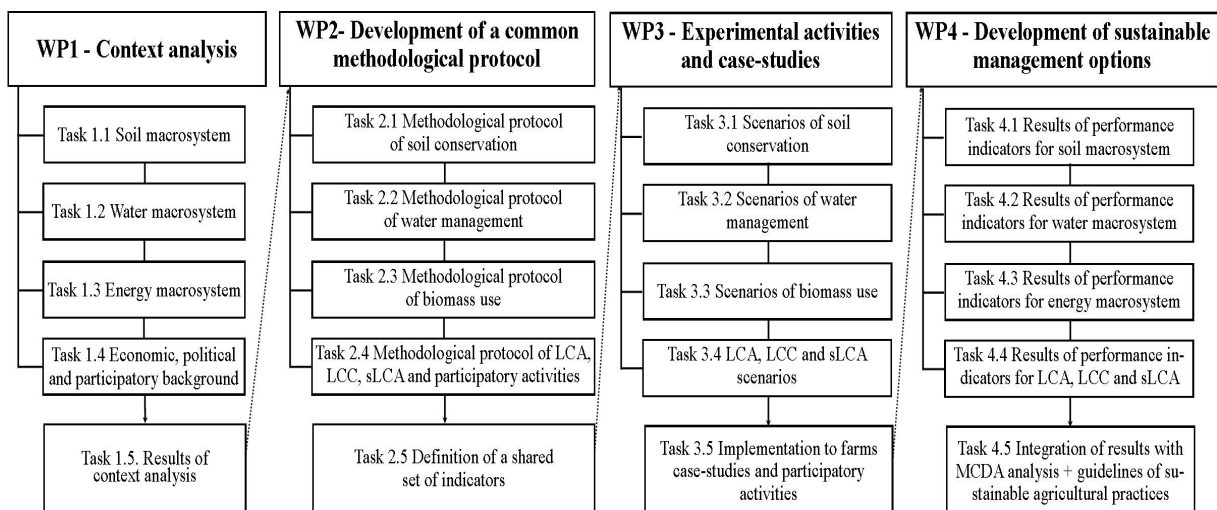 WP1 - Context analysis
Task 1.1 Soil macrosystem
Task 1.2 Water macrosystem
Task 1.3 Energy macrosystem
Task 1.4 Economic, political
and participatory background
Task 1.5. Results of
context analysis
WP2- Development of a common
methodological protocol
Task 2.1 Methodological protocol
of soil conservation
Task 2.2 Methodological protocol
of water management
Task 2.3 Methodological protocol
of biomass use
Task 2.4 Methodological protocol of LCA,
LCC, sLCA and participatory activities
Task 2.5 Definition of a shared
set of indicators
WP3 - Experimental activities
and case-studies
Task 3.1 Scenarios of soil
conservation
Task 3.2 Scenarios of water
management
Task 3.3 Scenarios of biomass use
Task 3.4 LCA, LCC and sLCA
scenarios
Task 3.5 Implementation to farms
case-studies and participatory
activities
WP4 - Development of sustainable
management options
Task 4.1 Results of performance
indicators for soil macrosystem
Task 4.2 Results of performance
indicators for water macrosystem
Task 4.3 Results of performance
indicators for energy macrosystem
Task 4.4 Results of performance in-
dicators for LCA, LCC and sLCA
Task 4.5 Integration of results with
MCDA analysis + guidelines of su-
stainable agricultural practices